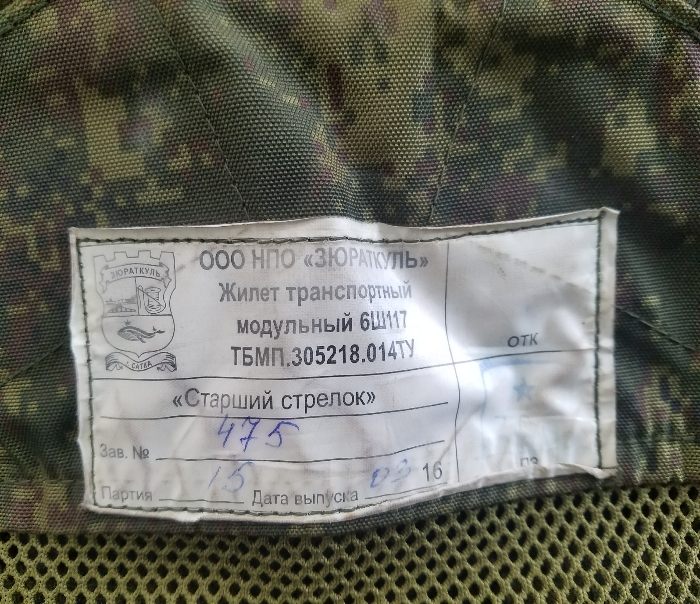 ЗЮРАТКУЛЬ
г. САТКА
ООО НПО «ЗЮРАТКУЛЬ»
Жилет транспортный
модульный 6Ш117
ТБМП.305218.014ТУ
ОТК
«Старший стрелок»
Зав. № 475
Партия 15 Дата выпуска 03 16